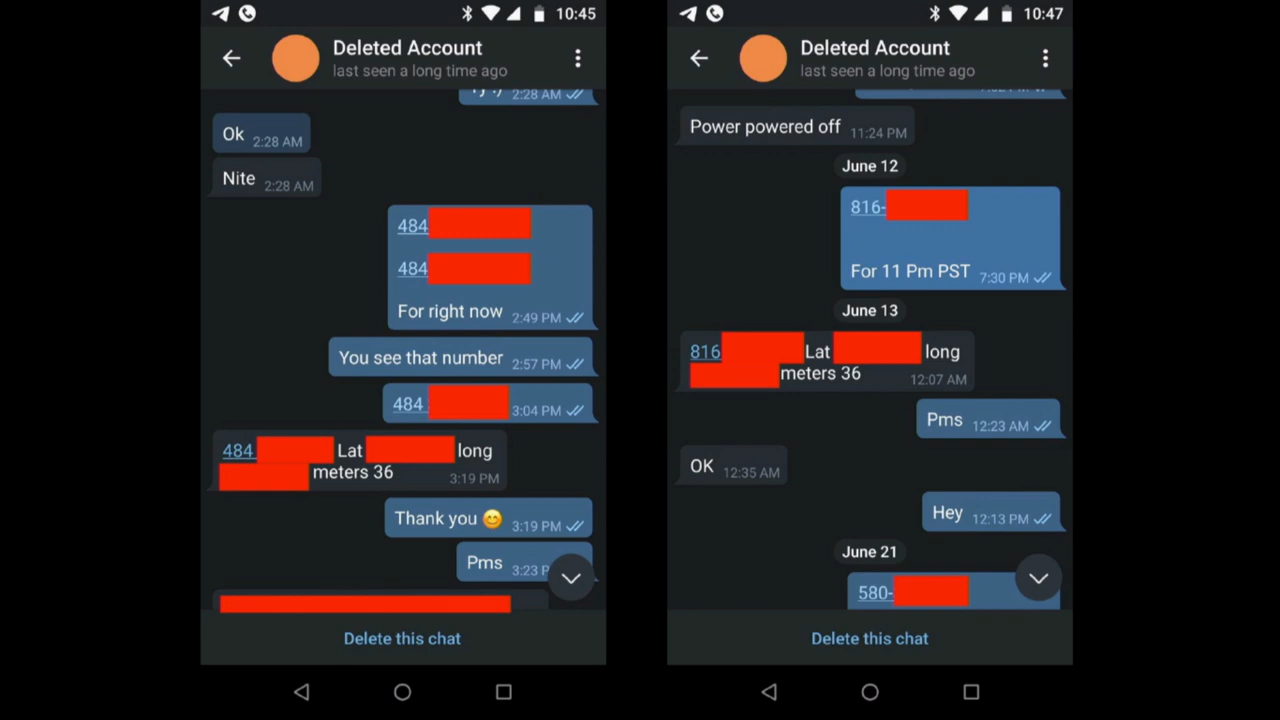 10:45
Deleted Account
last seen a long time ago
2:28 AM
Ok 2:28 AM
Nite 2:28 AM
484
484
For right now 2:49 PM
You see that number 2:57 PM
484 3:04 PM
484 Lat long
meters 36 3:19 PM
Thank you 😊 3:19 PM
Pms 3:23 P
Delete this chat
10:47
Deleted Account
last seen a long time ago
Power powered off 11:24 PM
June 12
816-
For 11 Pm PST 7:30 PM
June 13
816 Lat long
meters 36 12:07 AM
Pms 12:23 AM
OK 12:35 AM
Hey 12:13 PM
June 21
580-
Delete this chat